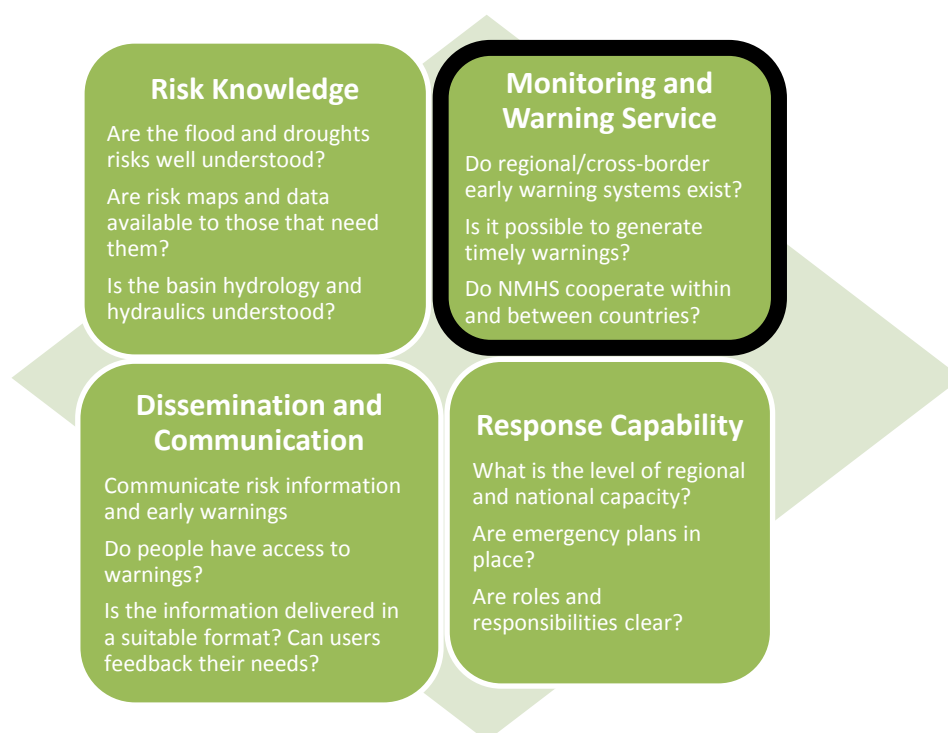 Risk Knowledge
Are the flood and droughts
risks well understood?
Are risk maps and data
available to those that need
them?
Is the basin hydrology and
hydraulics understood?
Monitoring and
Warning Service
Do regional/cross-border
early warning systems exist?
Is it possible to generate
timely warnings?
Do NMHS cooperate within
and between countries?
Dissemination and
Communication
Communicate risk information
and early warnings
Do people have access to
warnings?
Is the information delivered in
a suitable format? Can users
feedback their needs?
Response Capability
What is the level of regional
and national capacity?
Are emergency plans in
place?
Are roles and
responsibilities clear?